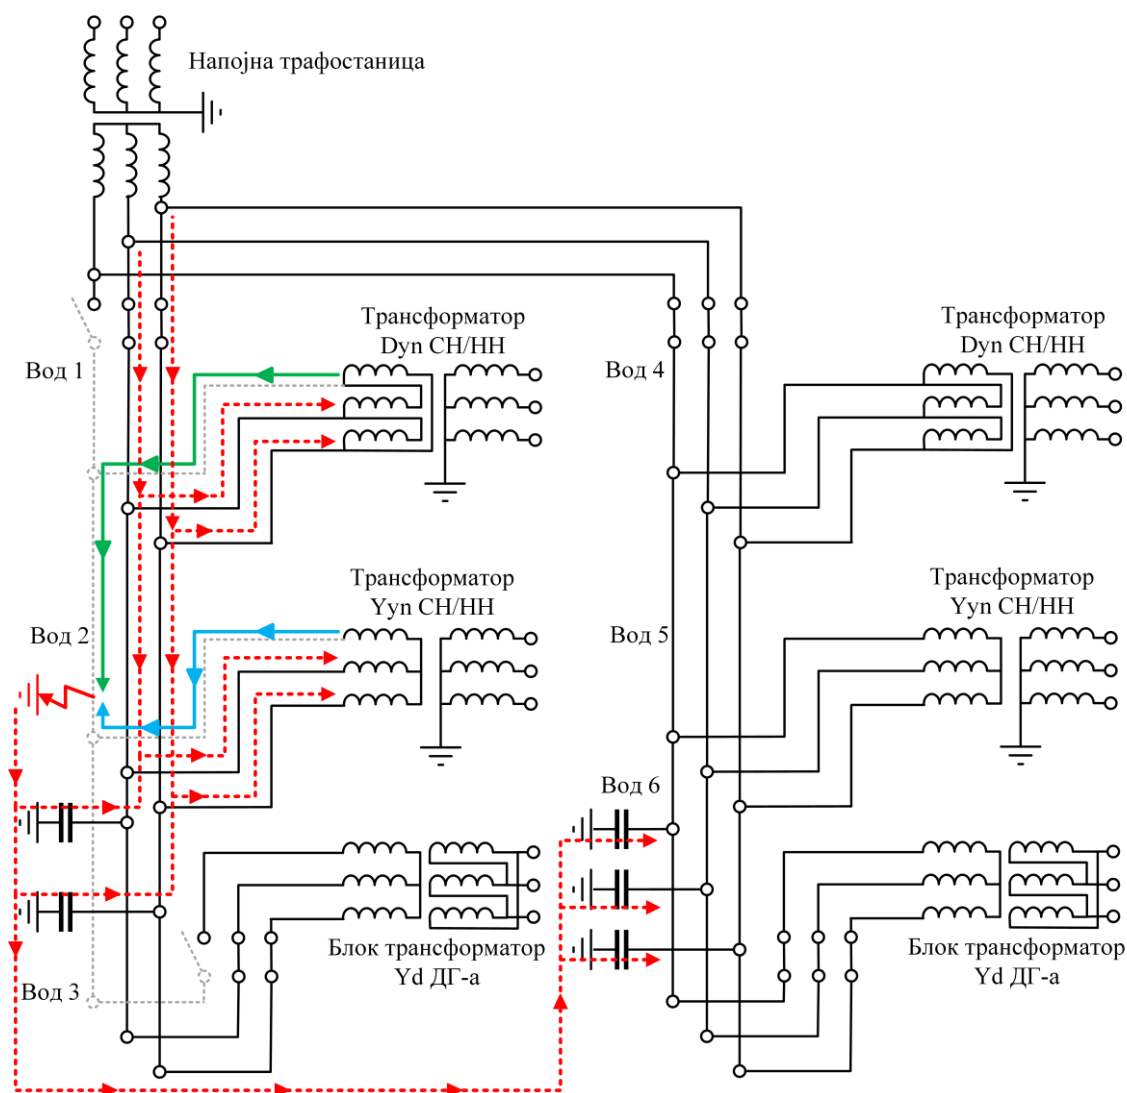 Напојна трафостаница
Трансформатор
Dyn СН/НН
Трансформатор
Dyn СН/НН
Вод 1
Вод 4
Трансформатор
Yyn СН/НН
Трансформатор
Yyn СН/НН
Вод 2
Вод 5
Вод 6
Блок трансформатор
Yd ДГ-а
Блок трансформатор
Yd ДГ-а
Вод 3